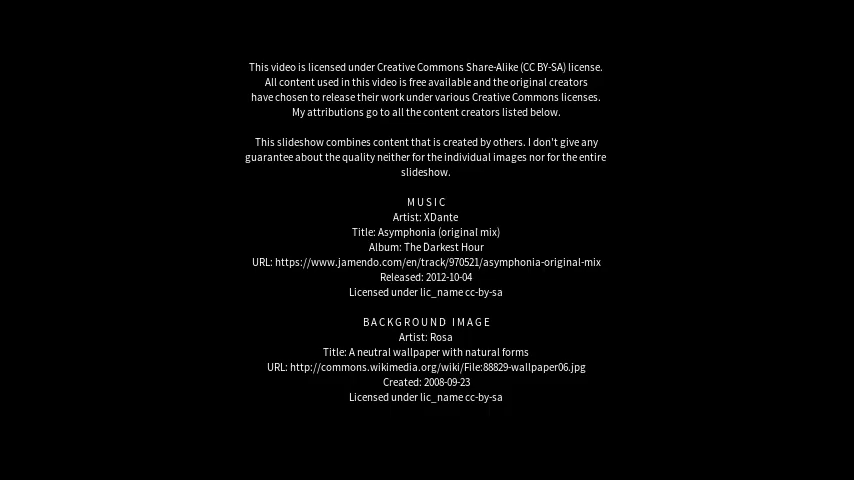 This video is licensed under Creative Commons Share-Alike (CC BY-SA) license.
All content used in this video is free available and the original creators
have chosen to release their work under various Creative Commons licenses.
My attributions go to all the content creators listed below.
This slideshow combines content that is created by others. I don't give any
guarantee about the quality neither for the individual images nor for the entire
slideshow.
MUSIC
Artist: XDante
Title: Asymphonia (original mix)
Album: The Darkest Hour
URL: https://www.jamendo.com/en/track/970521/asymphonia-original-mix
Released: 2012-10-04
Licensed under lic_name cc-by-sa
BACKGROUND IMAGE
Artist: Rosa
Title: A neutral wallpaper with natural forms
URL: http://commons.wikimedia.org/wiki/File:88829-wallpaper06.jpg
Created: 2008-09-23
Licensed under lic_name cc-by-sa